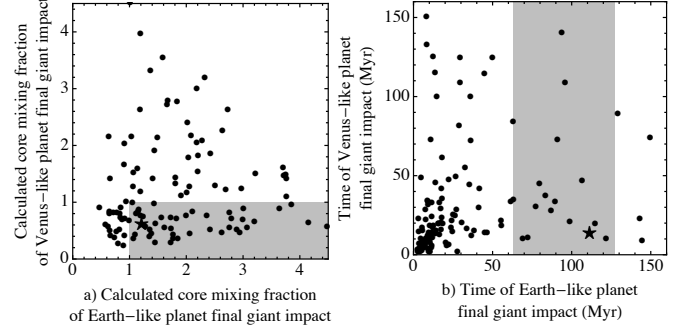 Calculated core mixing fraction
of Venus−like planet final giant impact
4
3
2
1
0
0
1
2
3
4
a) Calculated core mixing fraction
of Earth−like planet final giant impact
Time of Venus−like planet
final giant impact (Myr)
150
125
100
75
50
25
0
0
50
100
150
b) Time of Earth−like planet
final giant impact (Myr)